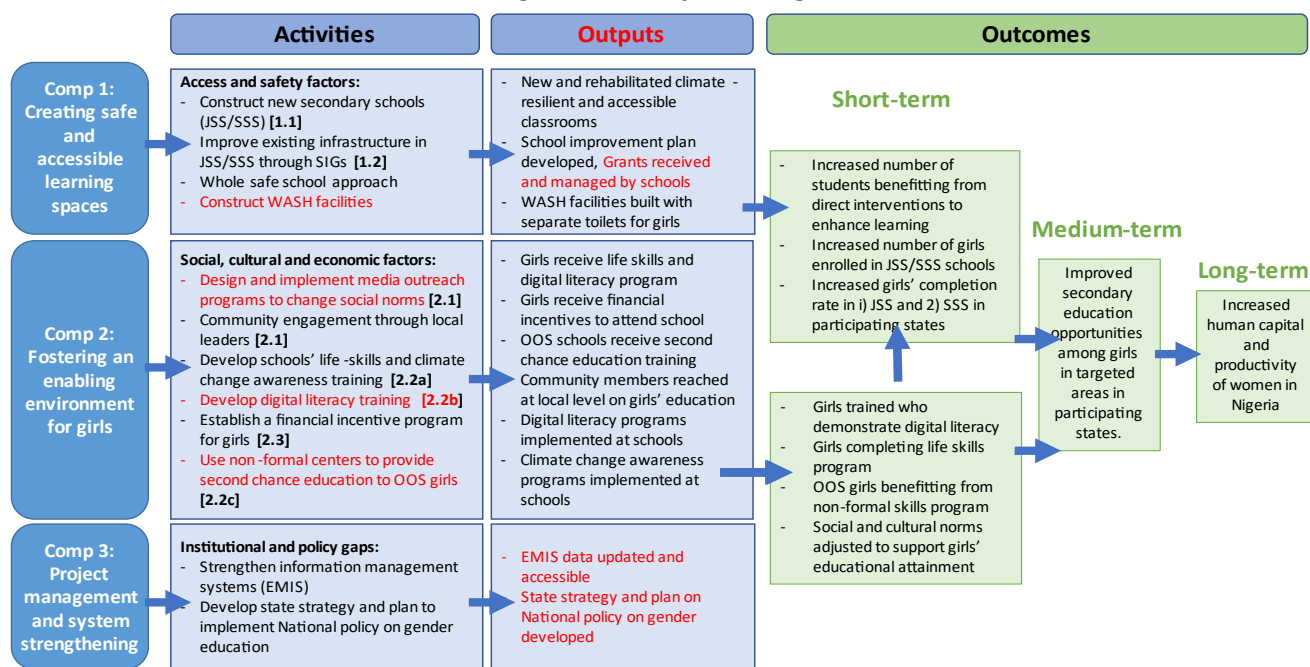 Activities
Outputs
Outcomes
Comp 1:
Creating safe
and
accessible
learning
spaces
Access and safety factors:
- Construct new secondary schools
(JSS/SSS) [1.1]
- Improve existing infrastructure in
JSS/SSS through SIGs [1.2]
- Whole safe school approach
- Construct WASH facilities
- New and rehabilitated climate -
resilient and accessible
classrooms
- School improvement plan
developed, Grants received
and managed by schools
- WASH facilities built with
separate toilets for girls
Short-term
- Increased number of
students benefitting from
direct interventions to
enhance learning
- Increased number of girls
enrolled in JSS/SSS schools
- Increased girls’ completion
rate in i) JSS and 2) SSS in
participating states
Medium-term
Improved
secondary
education
opportunities
among girls
in targeted
areas in
participating
states.
Long-term
Increased
human capital
and
productivity
of women in
Nigeria
Comp 2:
Fostering an
enabling
environment
for girls
Social, cultural and economic factors:
- Design and implement media outreach
programs to change social norms [2.1]
- Community engagement through local
leaders [2.1]
- Develop schools’ life -skills and climate
change awareness training [2.2a]
- Develop digital literacy training [2.2b]
- Establish a financial incentive program
for girls [2.3]
- Use non -formal centers to provide
second chance education to OOS girls
[2.2c]
- Girls receive life skills and
digital literacy program
- Girls receive financial
incentives to attend school
- OOS schools receive second
chance education training
- Community members reached
at local level on girls’ education
- Digital literacy programs
implemented at schools
- Climate change awareness
programs implemented at
schools
- Girls trained who
demonstrate digital literacy
- Girls completing life skills
program
- OOS girls benefitting from
non-formal skills program
- Social and cultural norms
adjusted to support girls’
educational attainment
Comp 3:
Project
management
and system
strengthening
Institutional and policy gaps:
- Strengthen information management
systems (EMIS)
- Develop state strategy and plan to
implement National policy on gender
education
- EMIS data updated and
accessible
- State strategy and plan on
National policy on gender
developed